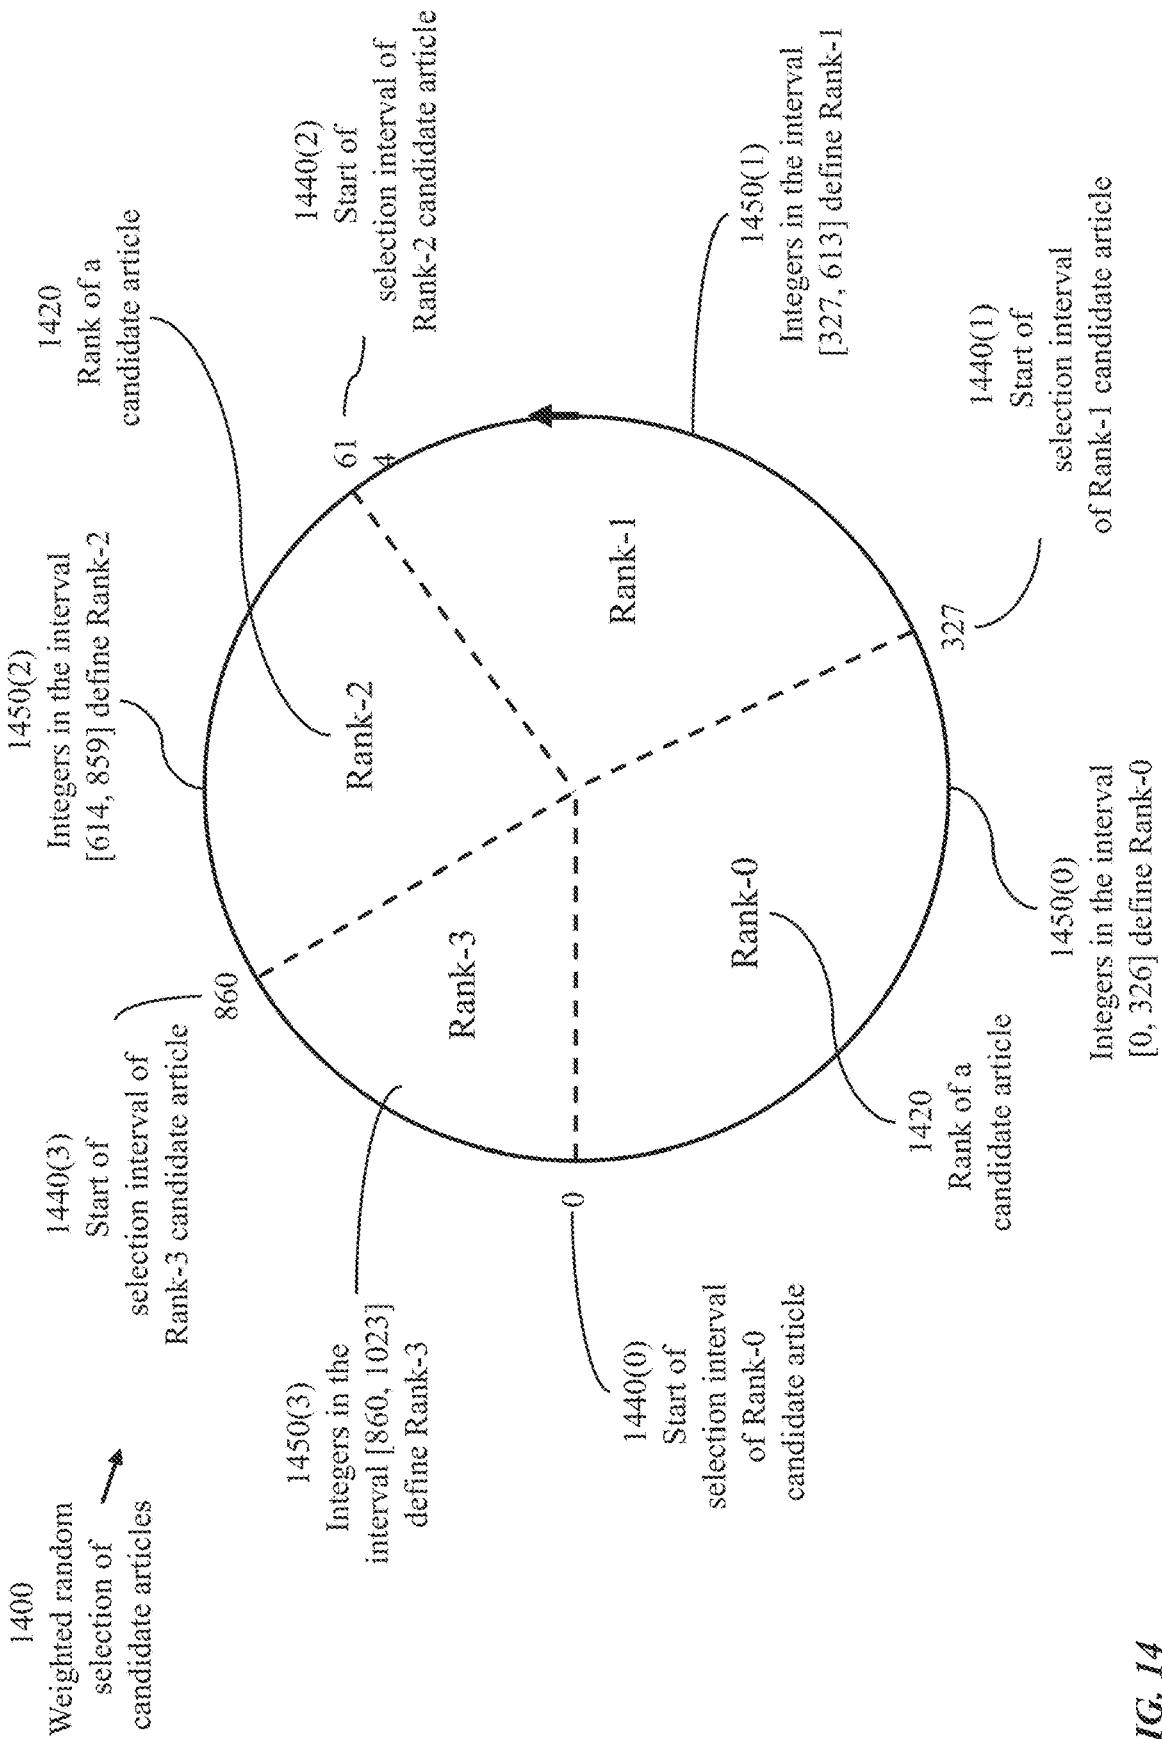 1400
Weighted random
selection of
candidate articles
1440(3)
Start of
selection interval of
Rank-3 candidate article
860
1450(2)
Integers in the interval
[614, 859] define Rank-2
1420
Rank of a
candidate article
1440(2)
Start of
selection interval of
Rank-2 candidate article
61
4
1450(3)
Integers in the
interval [860, 1023]
define Rank-3
Rank-3
Rank-2
Rank-1
0
1440(0)
Start of
selection interval
of Rank-0
candidate article
Rank-0
1450(1)
Integers in the interval
[327, 613] define Rank-1
327
1420
Rank of a
candidate article
1440(1)
Start of
selection interval
of Rank-1 candidate article
1450(0)
Integers in the interval
[0, 326] define Rank-0
IG. 14